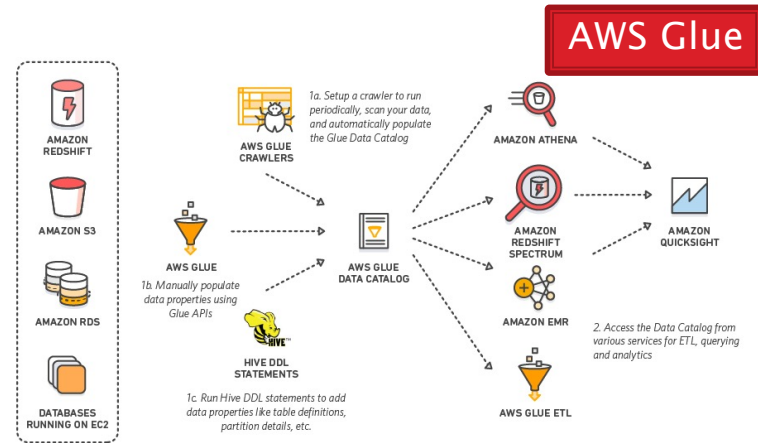 AWS Glue
AMAZON
REDSHIFT
AMAZON S3
AMAZON RDS
DATABASES
RUNNING ON EC2
AWS GLUE
CRAWLERS
1a. Setup a crawler to run
periodically, scan your data,
and automatically populate
the Glue Data Catalog
AWS GLUE
1b. Manually populate
data properties using
Glue APIs
HIVE
TM
HIVE DDL
STATEMENTS
1c. Run Hive DDL statements to add
data properties like table definitions,
partition details, etc.
AWS GLUE
DATA CATALOG
AMAZON ATHENA
AMAZON
REDSHIFT
SPECTRUM
AMAZON EMR
AWS GLUE ETL
AMAZON
QUICKSIGHT
2. Access the Data Catalog from
various services for ETL, querying
and analytics